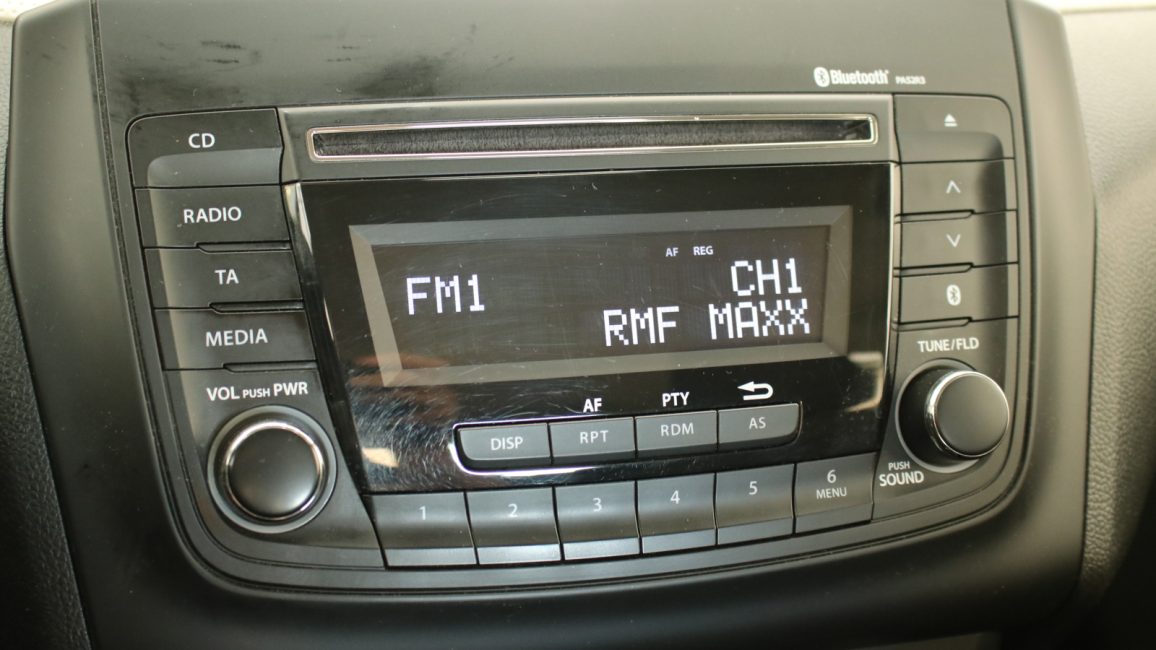 Bluetooth® PA52R3
CD
RADIO
TA
MEDIA
VOL PUSH PWR
AF REG
FM1
CH1
RMF MAXX
TUNE/FLD
PUSH
SOUND
AF
PTY
DISP
RPT
RDM
AS
1
2
3
4
5
6
MENU